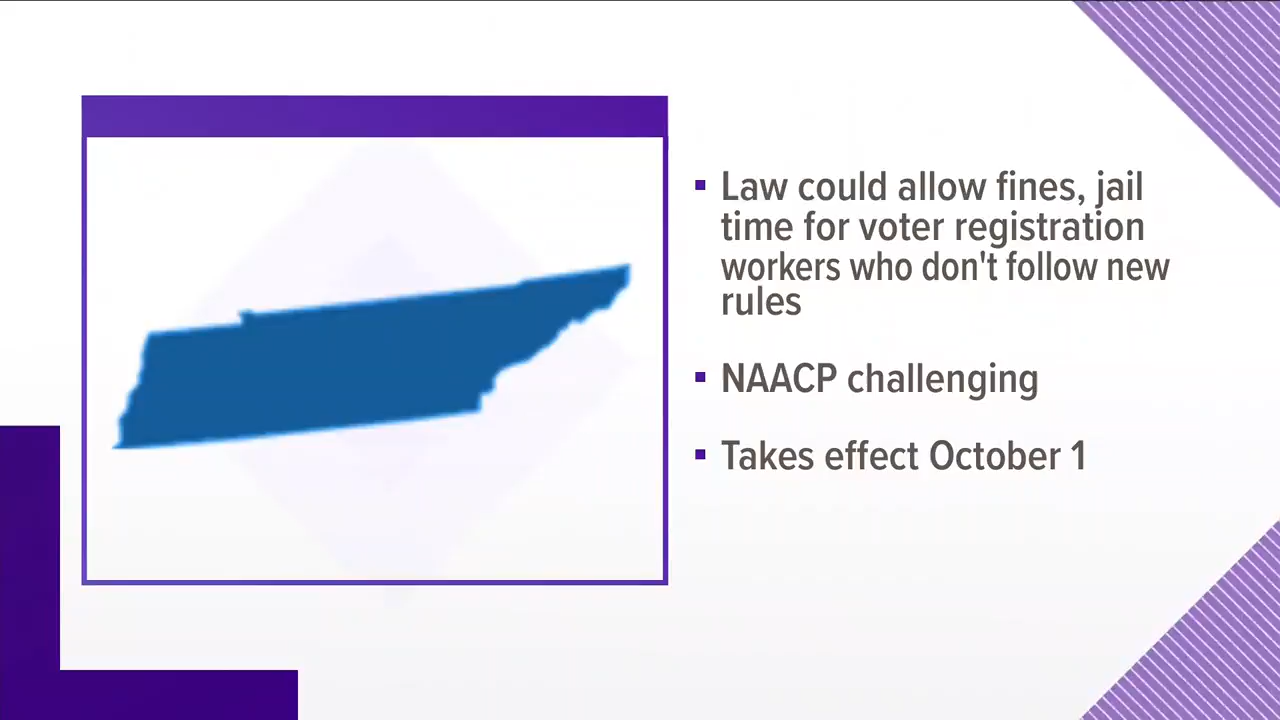 Law could allow fines, jail
time for voter registration
workers who don't follow new
rules
NAACP challenging
Takes effect October 1